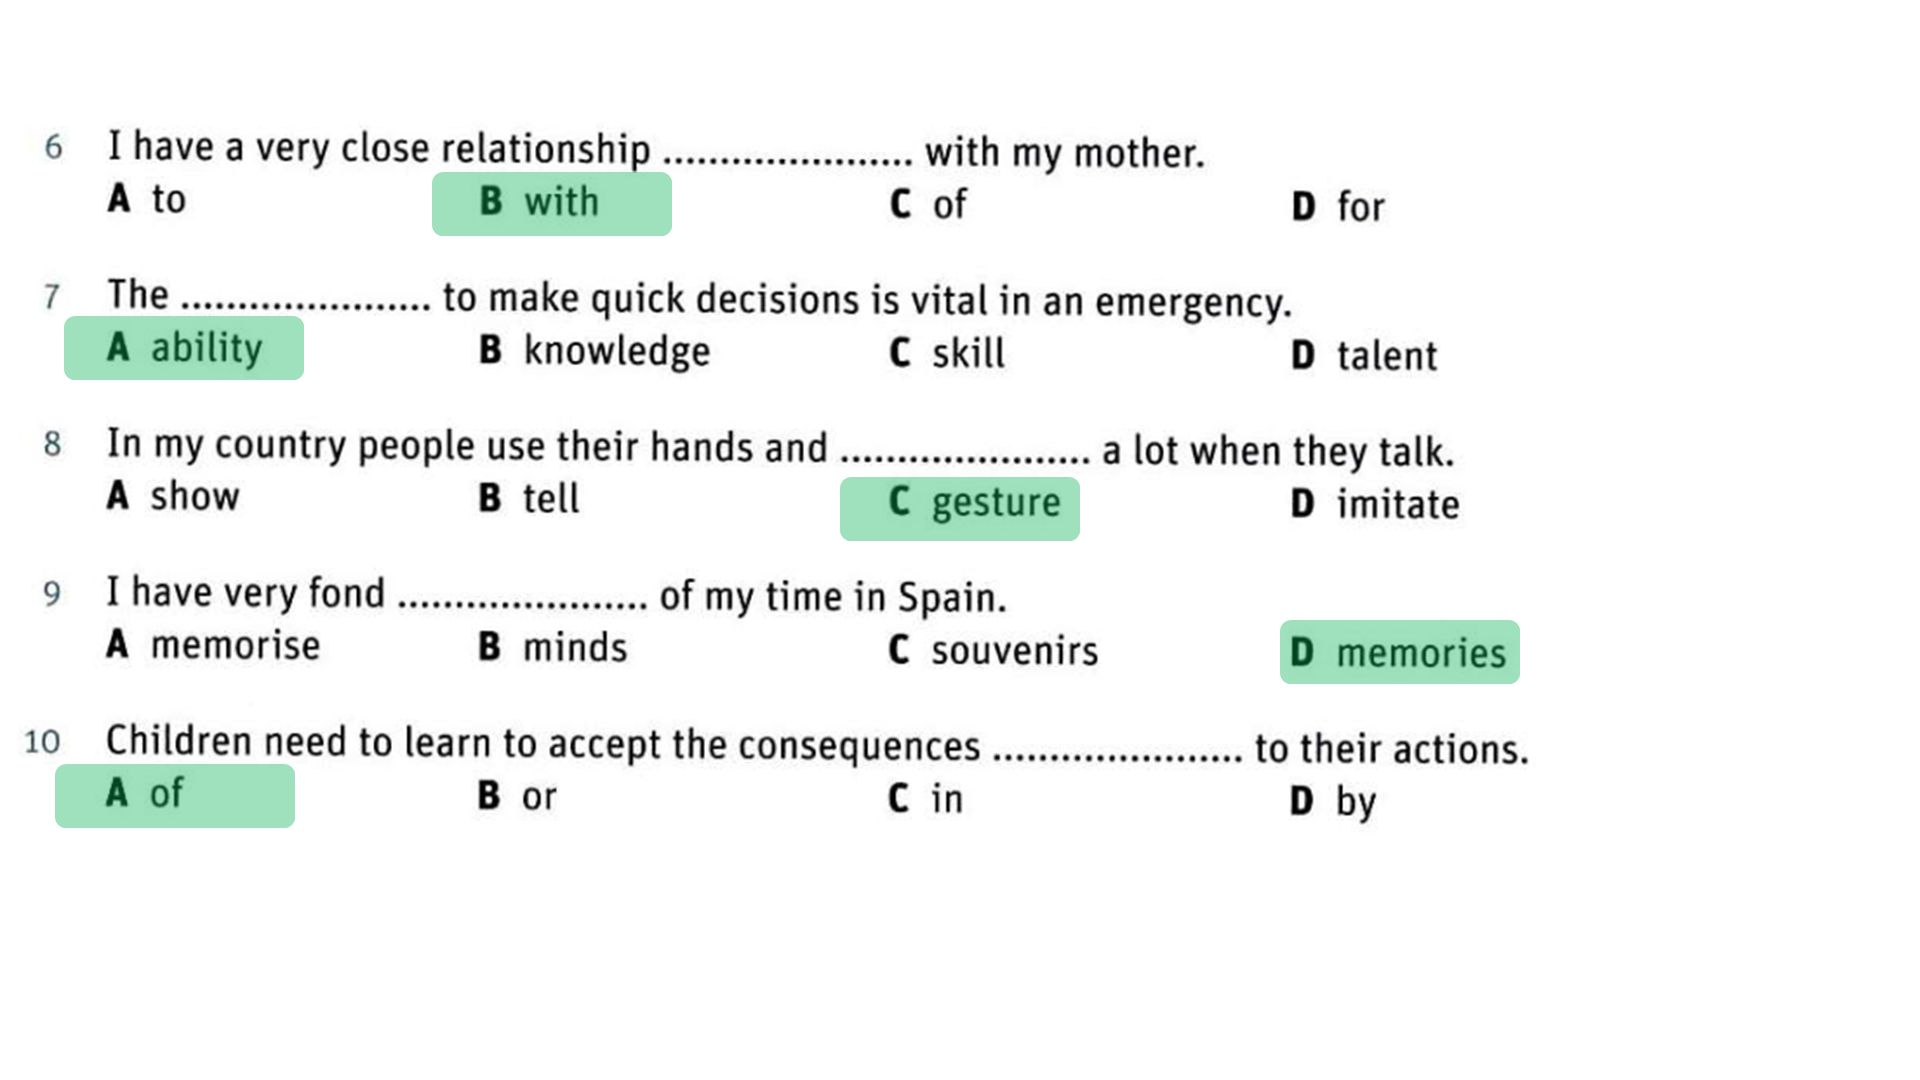 6 I have a very close relationship ...................... with my mother.
A to B with C of D for
7 The ...................... to make quick decisions is vital in an emergency.
A ability B knowledge C skill D talent
8 In my country people use their hands and ...................... a lot when they talk.
A show B tell C gesture D imitate
9 I have very fond ...................... of my time in Spain.
A memorise B minds C souvenirs D memories
10 Children need to learn to accept the consequences ...................... to their actions.
A of B or C in D by